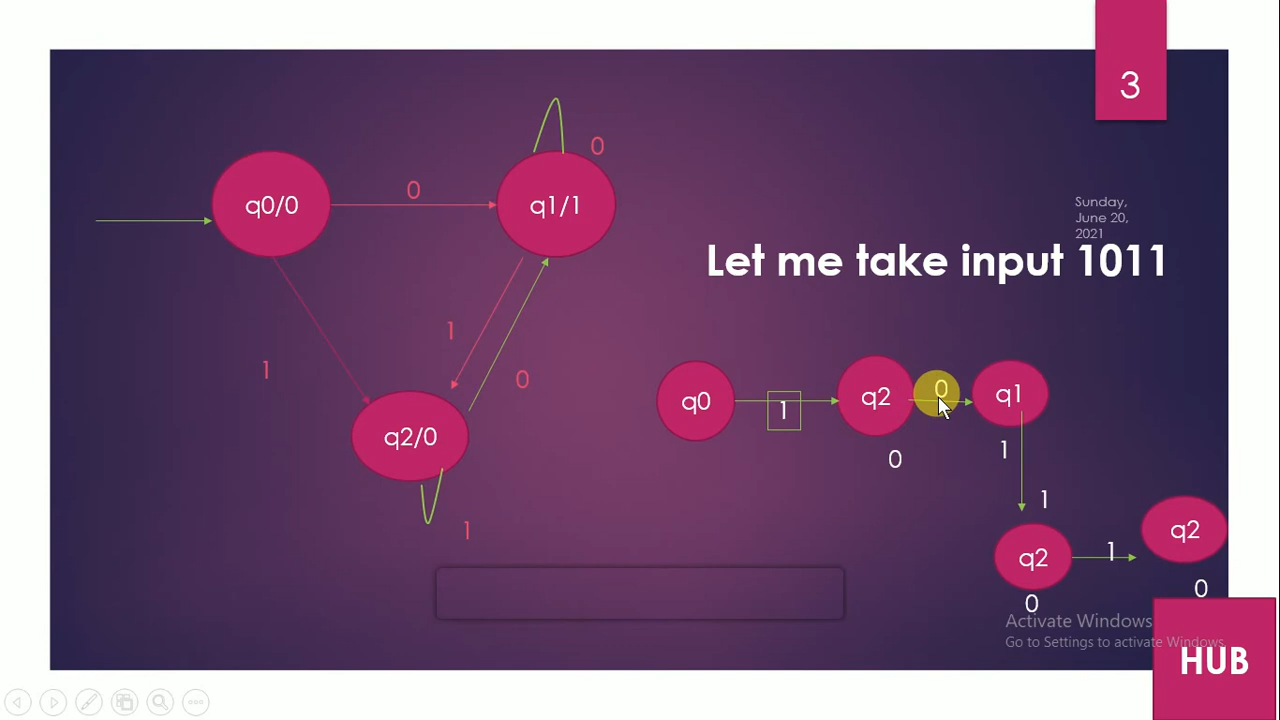 3
0
q0/0
0
q1/1
Sunday,
June 20,
2021
Let me take input 1011
1
1
0
q2/0
1
q0
1
q2
0
q1
0
1
1
q2
1
q2
0
0
Activate Windows
Go to Settings to activate Windows.
HUB